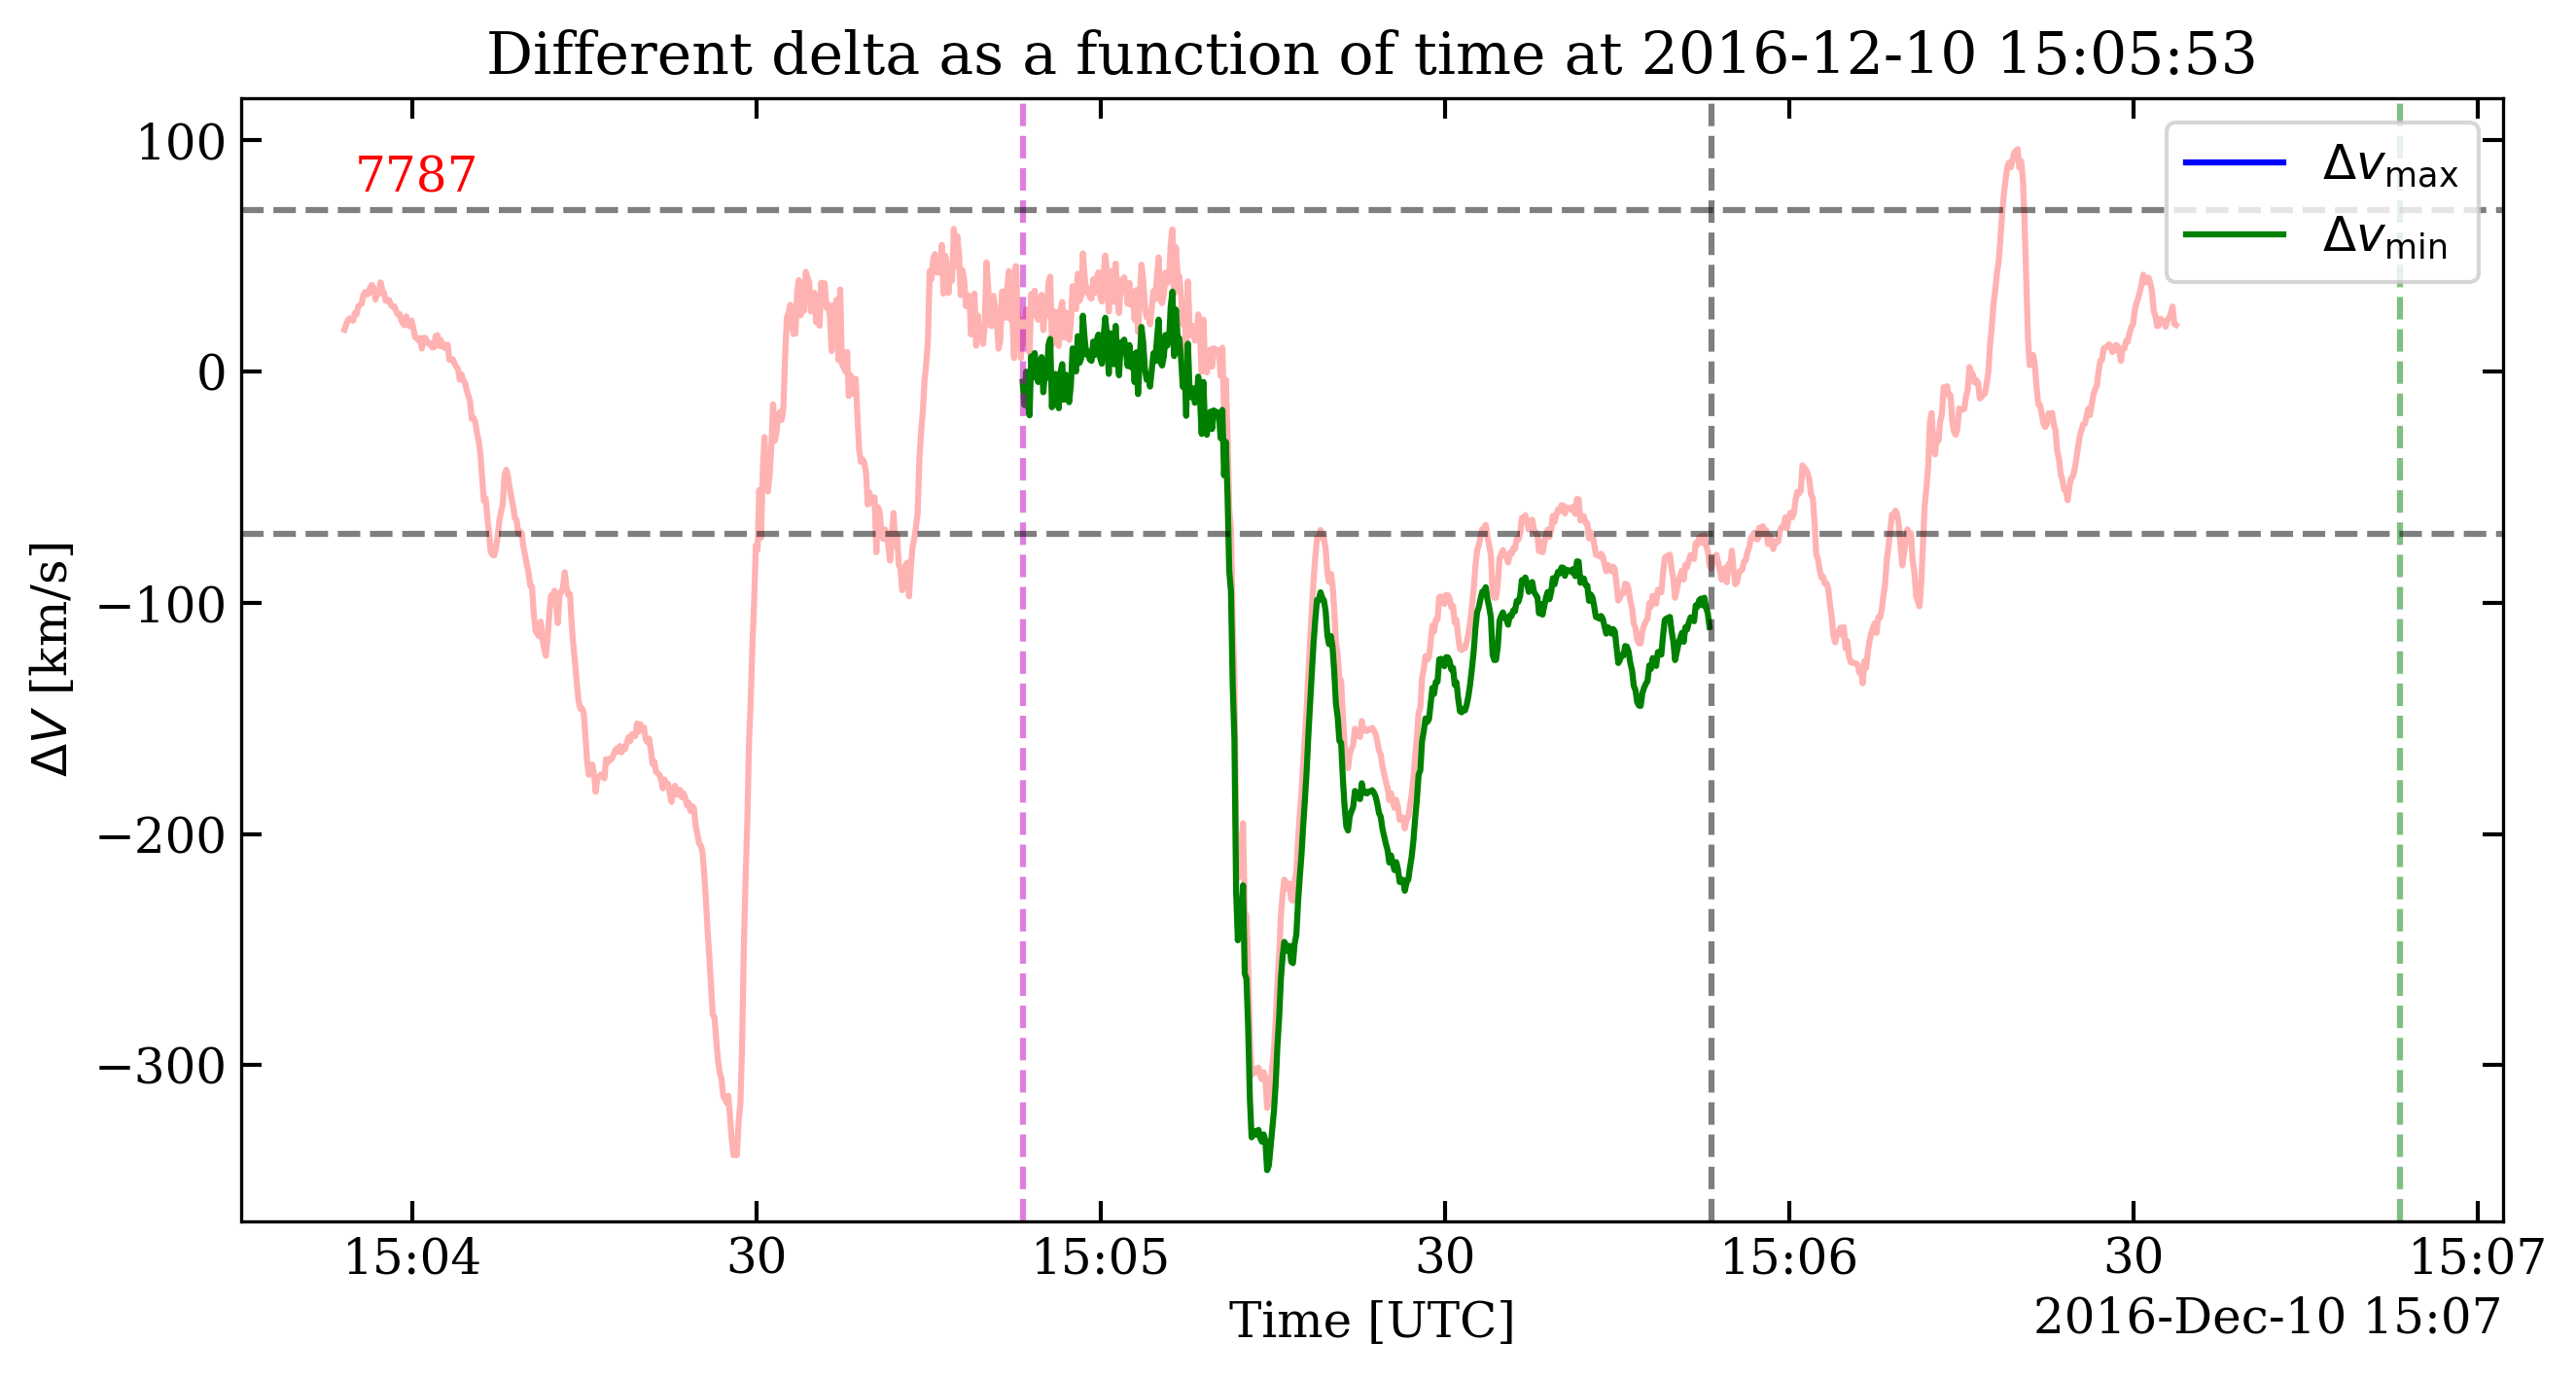 Different delta as a function of time at 2016-12-10 15:05:53
7787
Δv_max
Δv_min
100
0
−100
−200
−300
ΔV [km/s]
15:04 30 15:05 30 15:06 30 15:07
Time [UTC]
2016-Dec-10 15:07